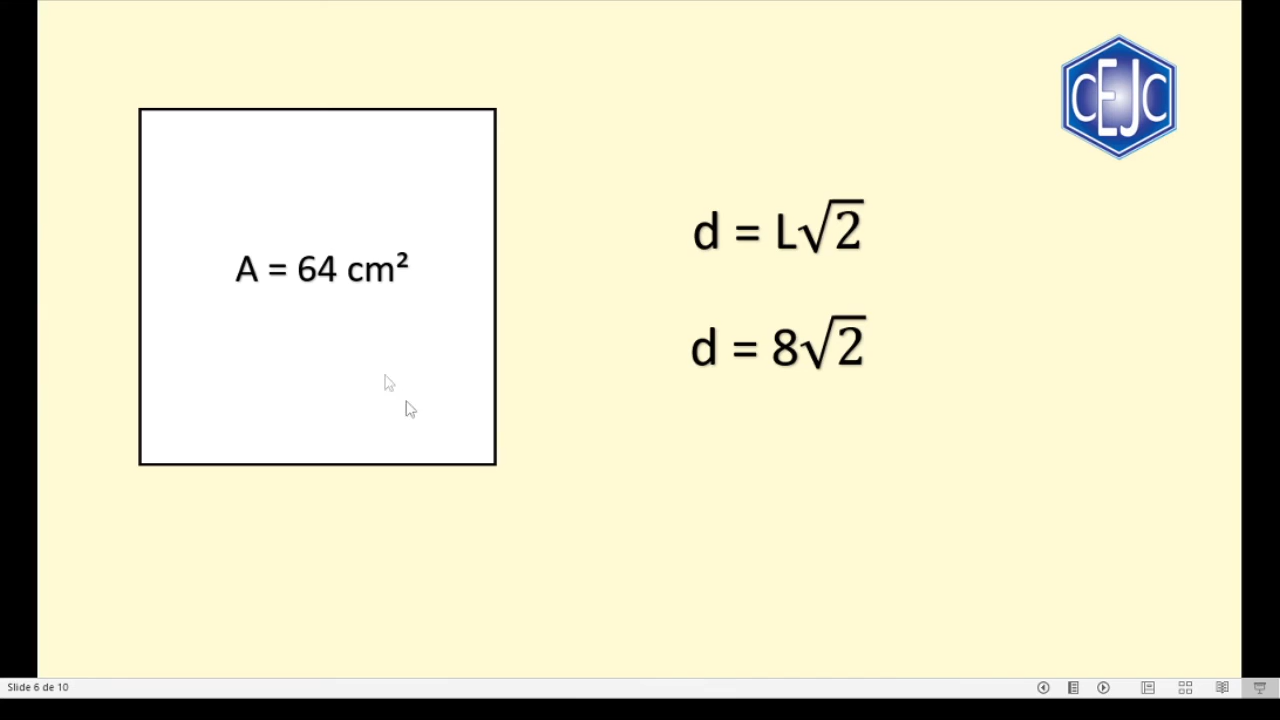 CEJC
A = 64 cm²
d = L√2
d = 8√2
Slide 6 de 10